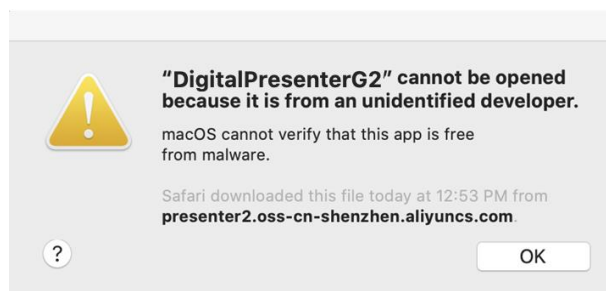 “DigitalPresenterG2” cannot be opened
because it is from an unidentified developer.
macOS cannot verify that this app is free
from malware.
Safari downloaded this file today at 12:53 PM from
presenter2.oss-cn-shenzhen.aliyuncs.com.
?
OK